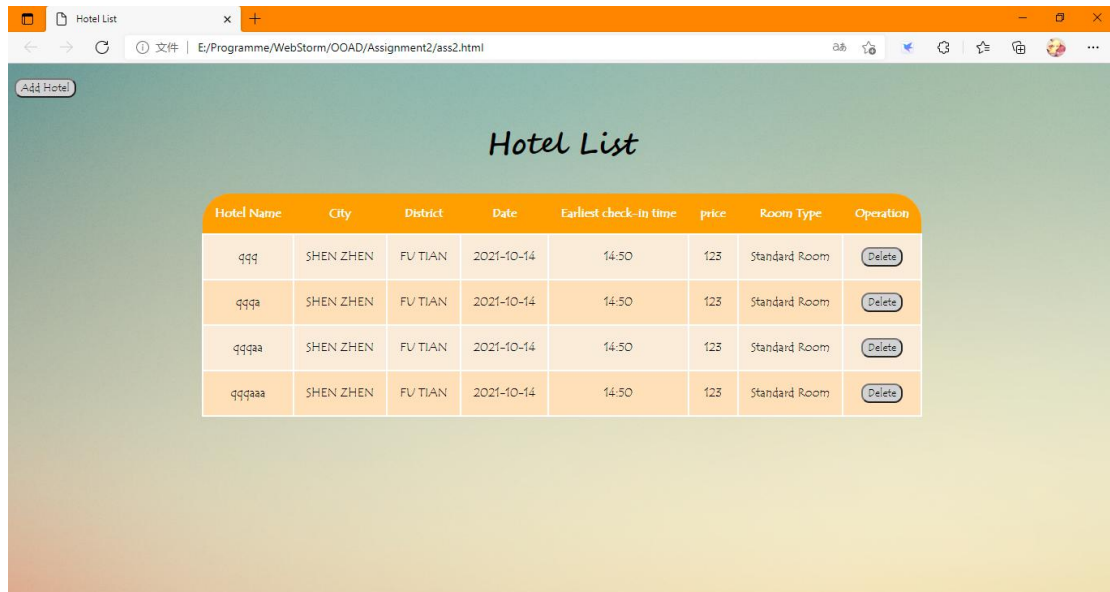 Hotel List
文件 E:/Programme/WebStorm/OOAD/Assignment2/ass2.html aあ
Add Hotel
Hotel List
Hotel Name City District Date Earliest check-in time price Room Type Operation
qqq SHEN ZHEN FU TIAN 2021-10-14 14:50 123 Standard Room Delete
qqqa SHEN ZHEN FU TIAN 2021-10-14 14:50 123 Standard Room Delete
qqqaa SHEN ZHEN FU TIAN 2021-10-14 14:50 123 Standard Room Delete
qqqaaa SHEN ZHEN FU TIAN 2021-10-14 14:50 123 Standard Room Delete